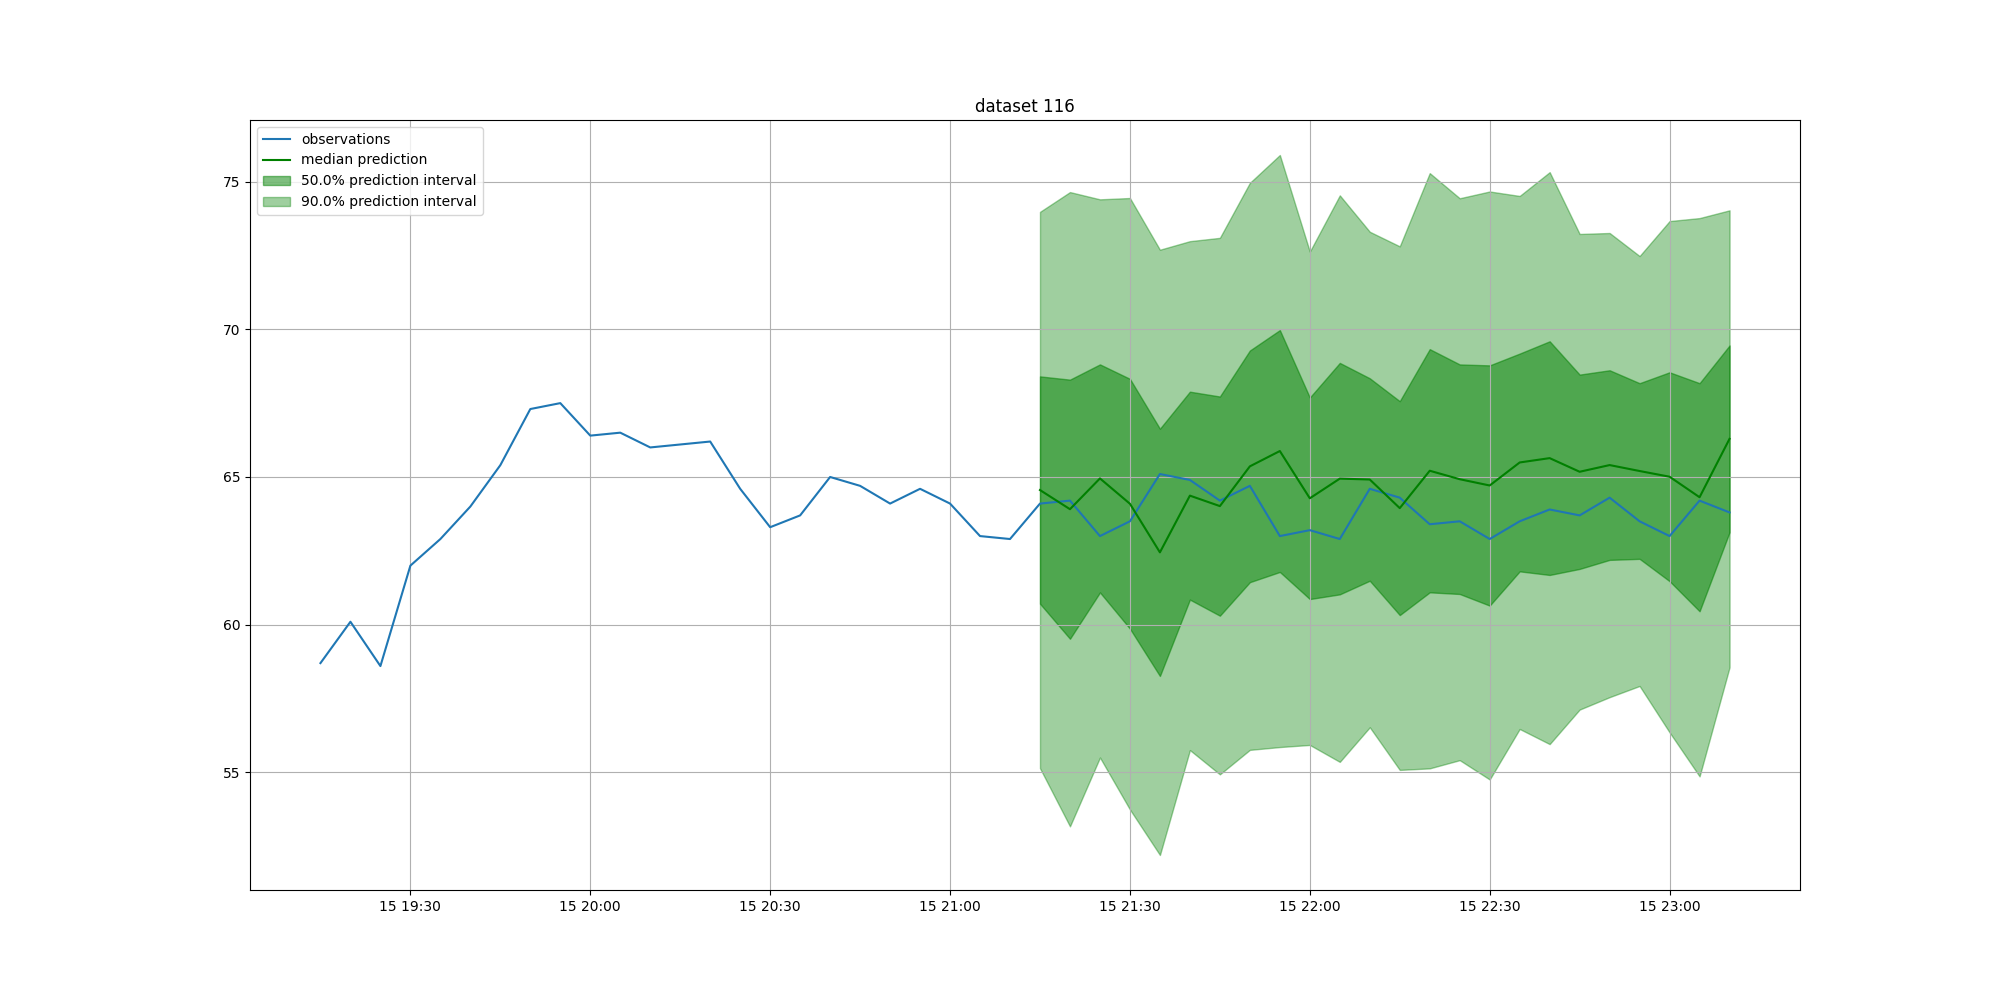 dataset 116
observations
median prediction
50.0% prediction interval
90.0% prediction interval
75
70
65
60
55
15 19:30
15 20:00
15 20:30
15 21:00
15 21:30
15 22:00
15 22:30
15 23:00